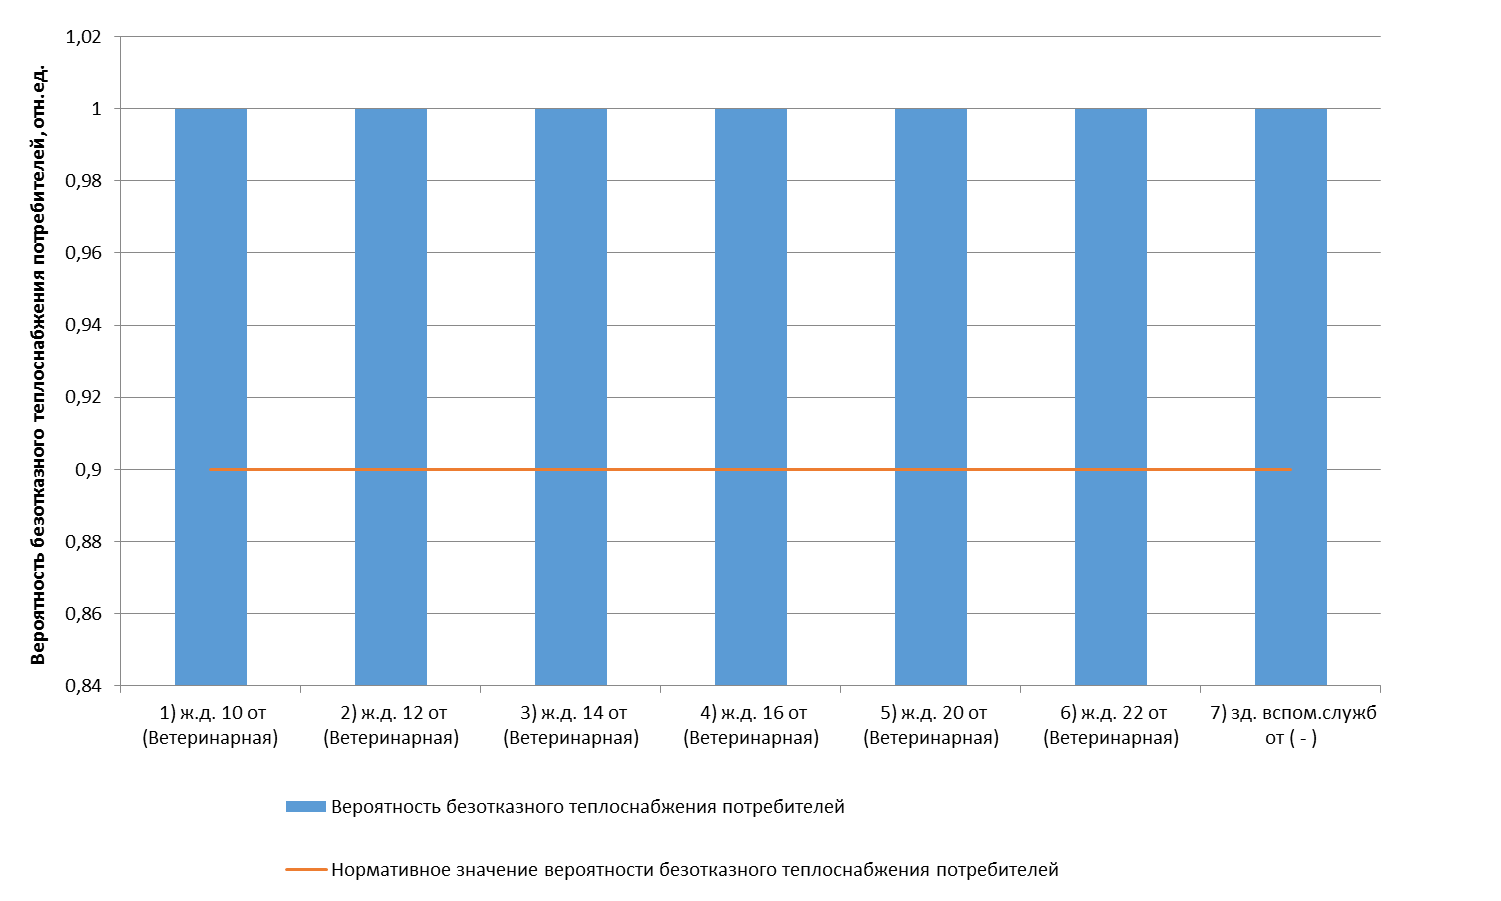 Вероятность безотказного теплоснабжения потребителей, отн.ед.
1,02
1
0,98
0,96
0,94
0,92
0,9
0,88
0,86
0,84
1) ж.д. 10 от
(Ветеринарная)
2) ж.д. 12 от
(Ветеринарная)
3) ж.д. 14 от
(Ветеринарная)
4) ж.д. 16 от
(Ветеринарная)
5) ж.д. 20 от
(Ветеринарная)
6) ж.д. 22 от
(Ветеринарная)
7) зд. вспом.служб
от ( - )
Вероятность безотказного теплоснабжения потребителей
Нормативное значение вероятности безотказного теплоснабжения потребителей